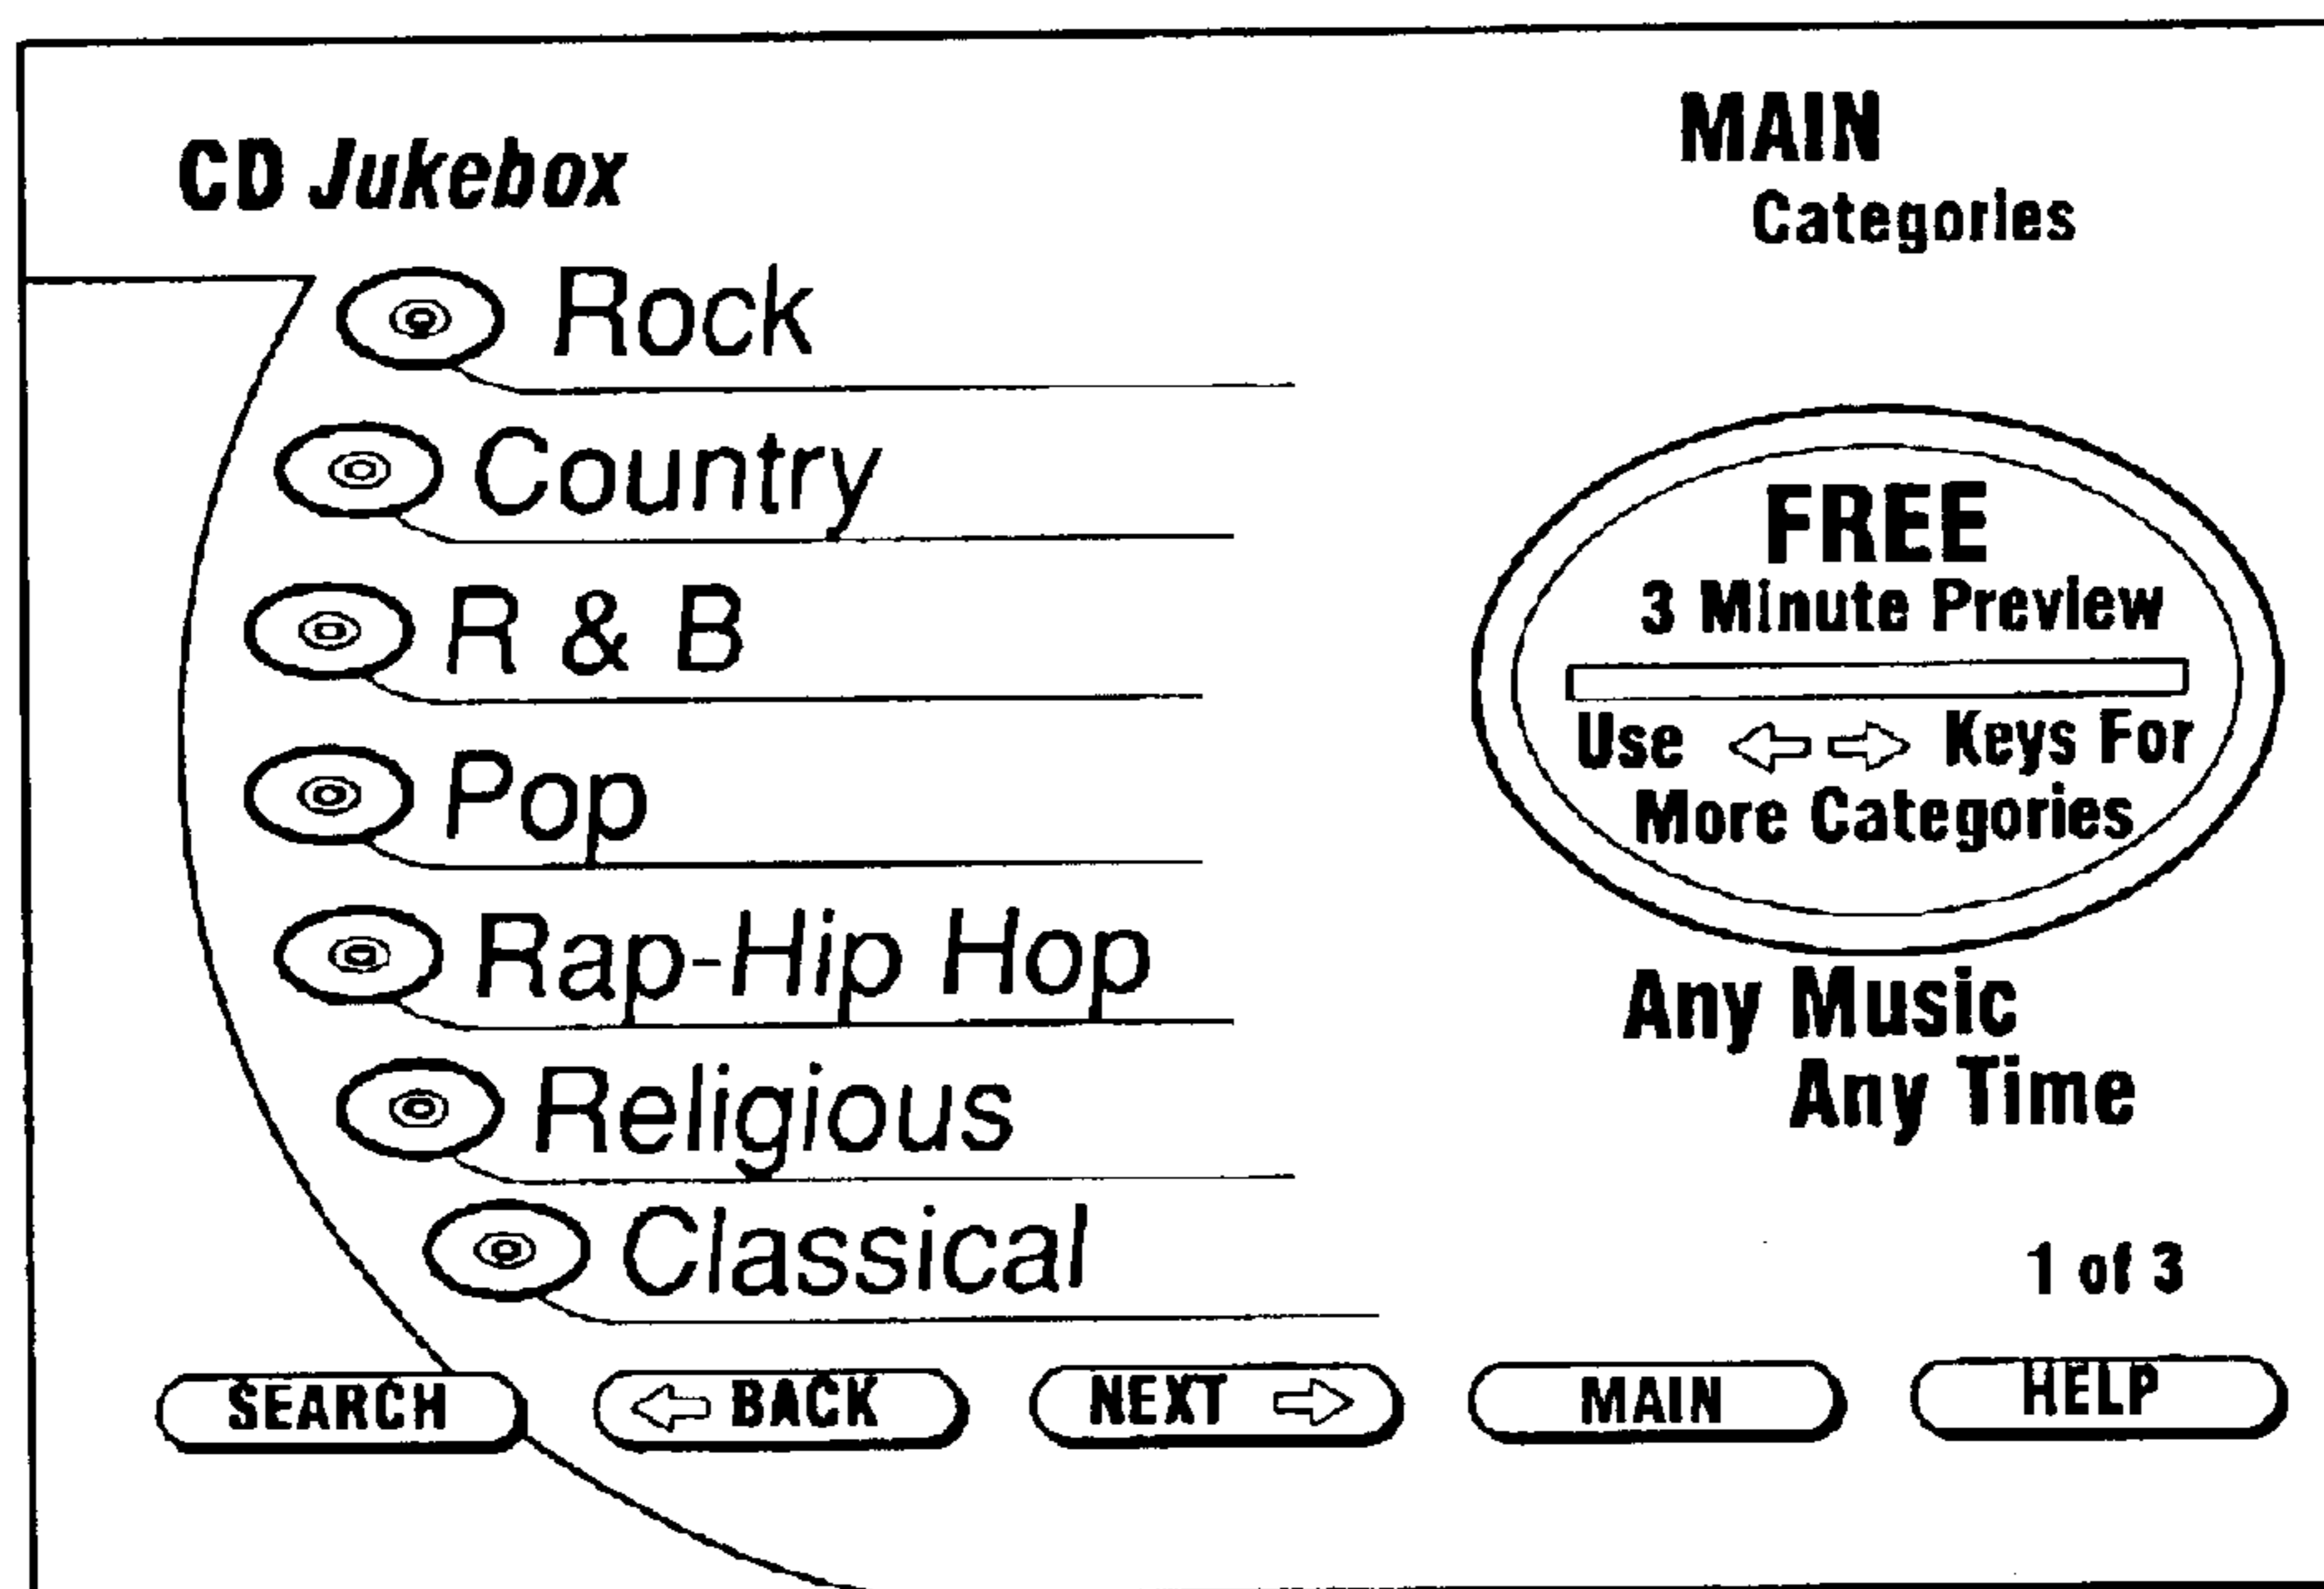 CD Jukebox
MAIN
Categories
Rock
Country
R & B
Pop
Rap-Hip Hop
Religious
Classical
FREE
3 Minute Preview
Use ⇦ ⇨ Keys For
More Categories
Any Music
Any Time
1 of 3
SEARCH
⇦ BACK
NEXT ⇨
MAIN
HELP